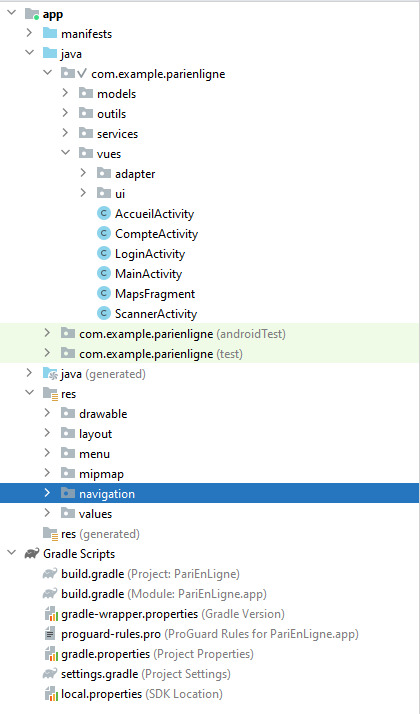 app
manifests
java
com.example.parienligne
models
outils
services
vues
adapter
ui
AccueilActivity
CompteActivity
LoginActivity
MainActivity
MapsFragment
ScannerActivity
com.example.parienligne (androidTest)
com.example.parienligne (test)
java (generated)
res
drawable
layout
menu
mipmap
navigation
values
res (generated)
Gradle Scripts
build.gradle (Project: PariEnLigne)
build.gradle (Module: PariEnLigne.app)
gradle-wrapper.properties (Gradle Version)
proguard-rules.pro (ProGuard Rules for PariEnLigne.app)
gradle.properties (Project Properties)
settings.gradle (Project Settings)
local.properties (SDK Location)